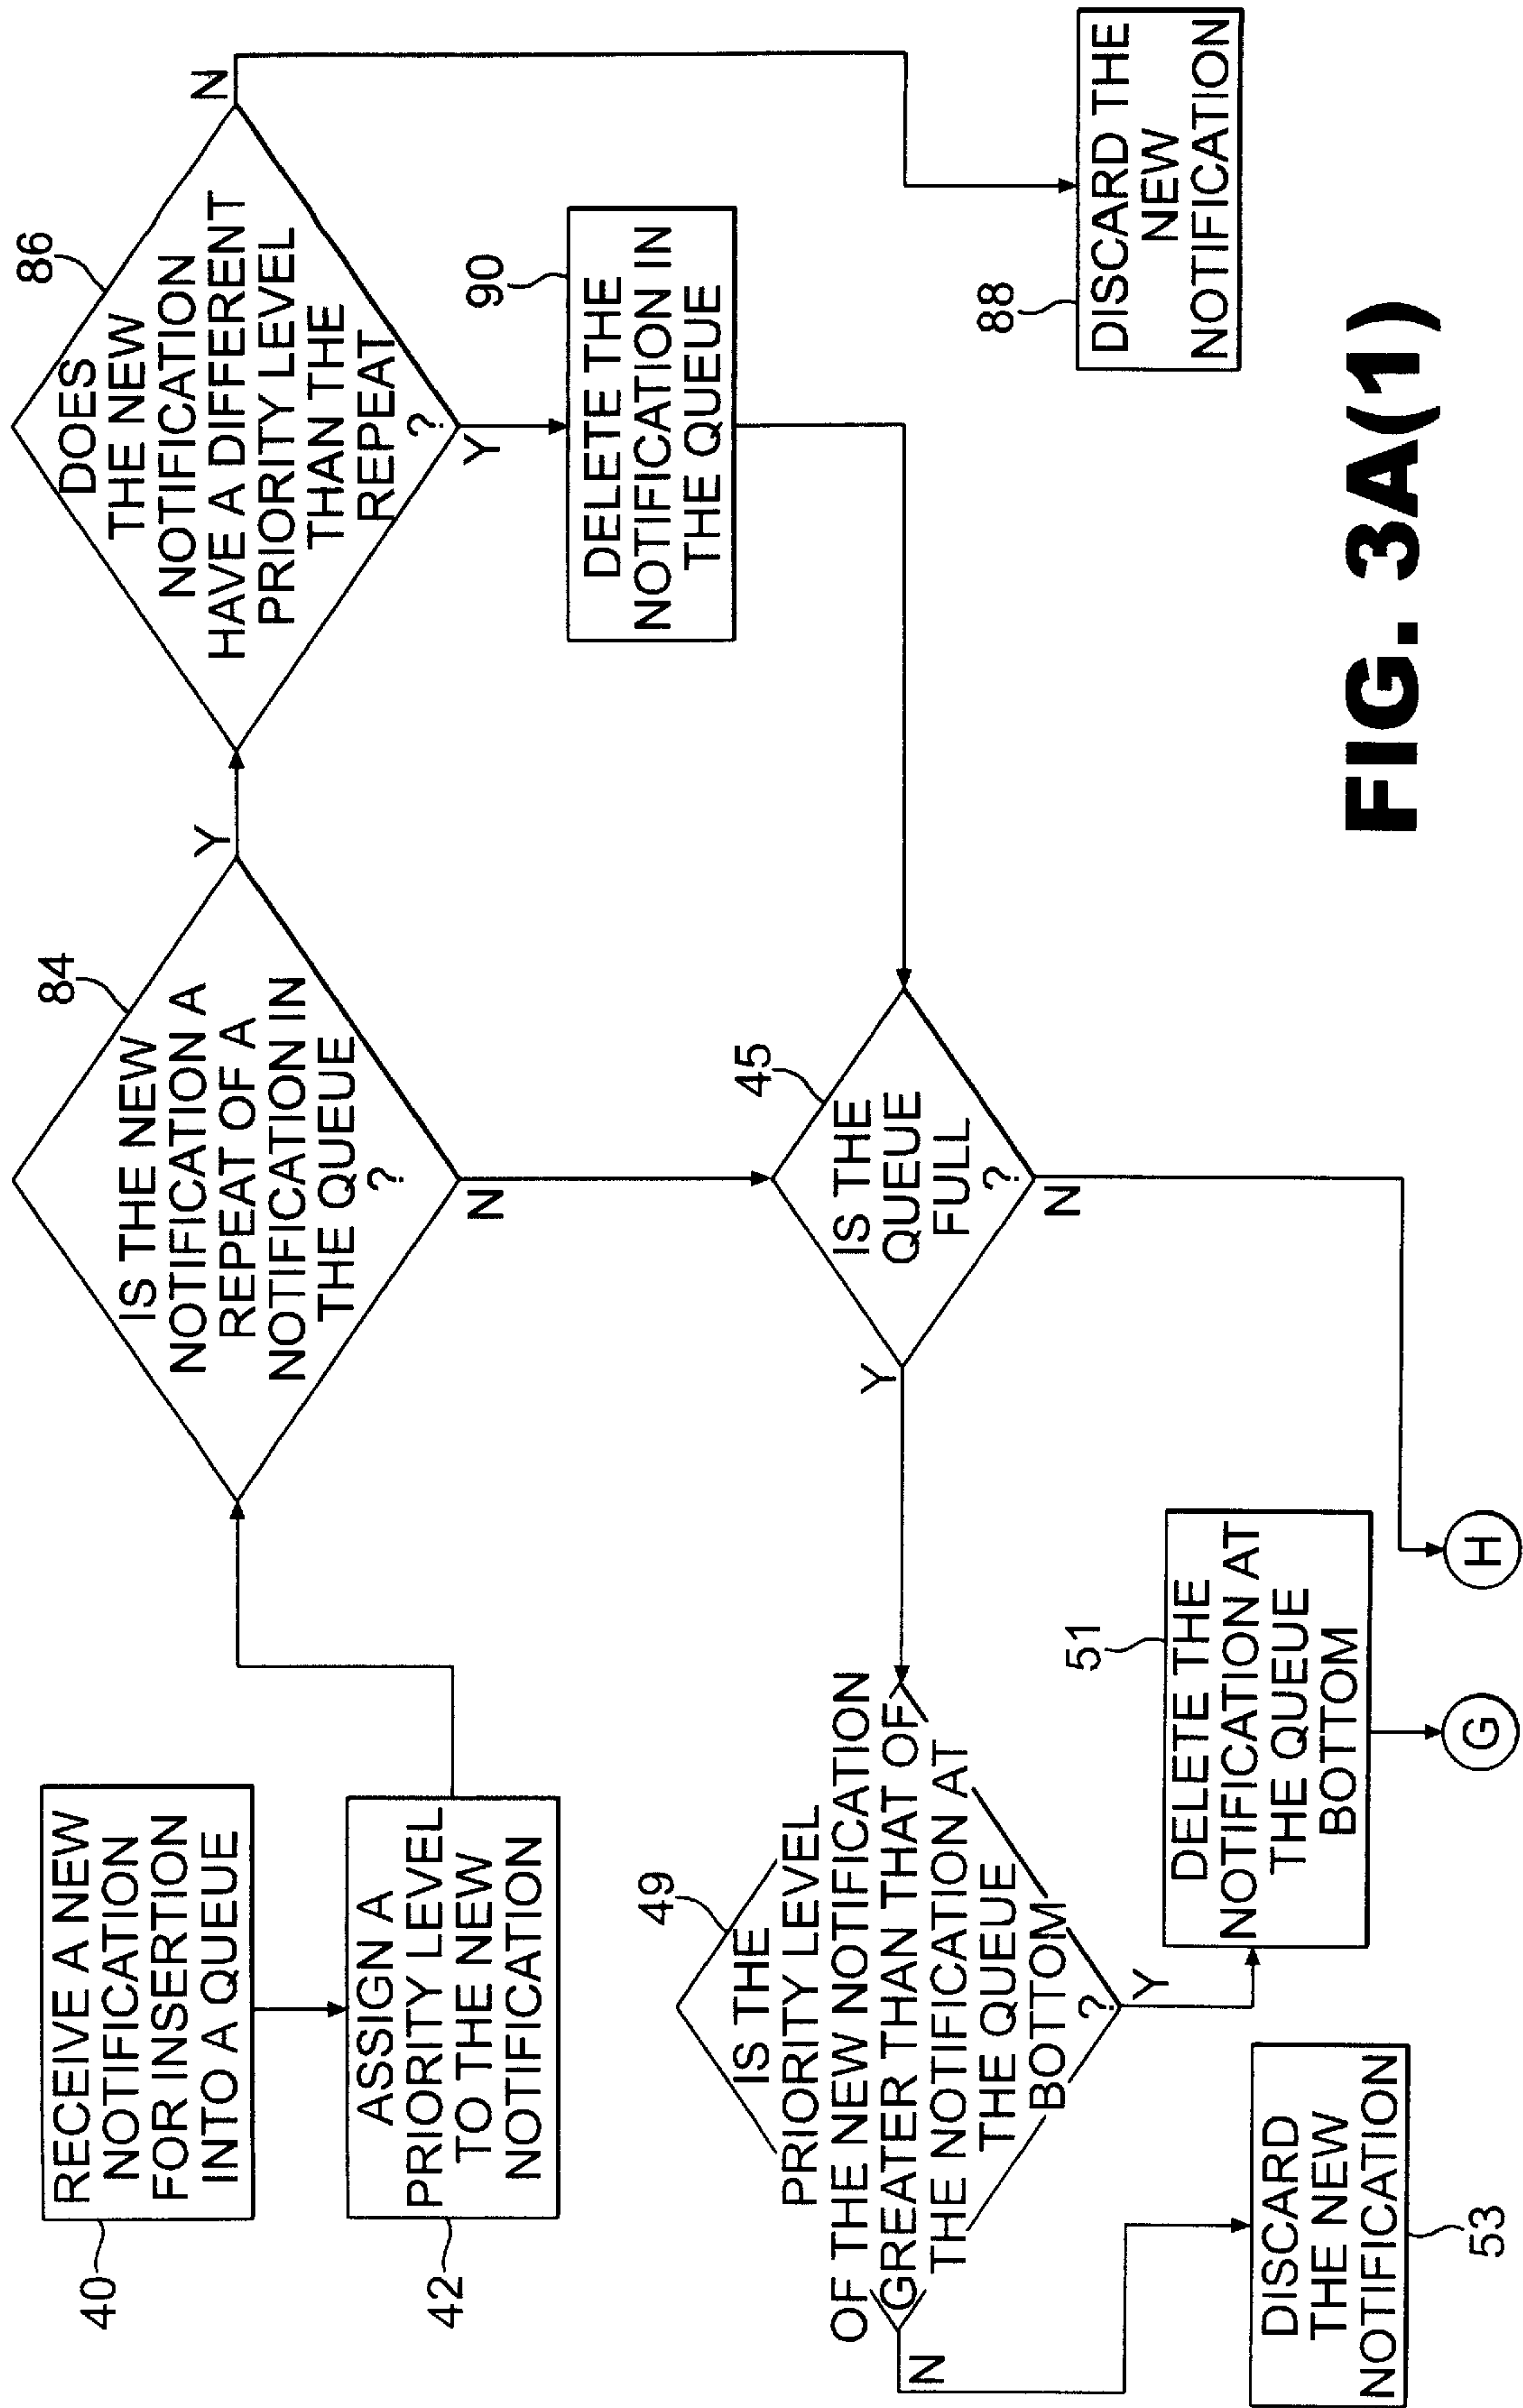 40
RECEIVE A NEW
NOTIFICATION
FOR INSERTION
INTO A QUEUE
42
ASSIGN A
PRIORITY LEVEL
TO THE NEW
NOTIFICATION
84
IS THE NEW
NOTIFICATION A
REPEAT OF A
NOTIFICATION IN
THE QUEUE
?
Y
N
86
DOES
THE NEW
NOTIFICATION
HAVE A DIFFERENT
PRIORITY LEVEL
THAN THE
REPEAT
?
N
Y
90
DELETE THE
NOTIFICATION IN
THE QUEUE
88
DISCARD THE
NEW
NOTIFICATION
45
IS THE
QUEUE
FULL
?
Y
N
49
IS THE
PRIORITY LEVEL
OF THE NEW NOTIFICATION
GREATER THAN THAT OF
THE NOTIFICATION AT
THE QUEUE
BOTTOM
?
N
Y
53
DISCARD
THE NEW
NOTIFICATION
51
DELETE THE
NOTIFICATION AT
THE QUEUE
BOTTOM
G
H
FIG. 3A(1)